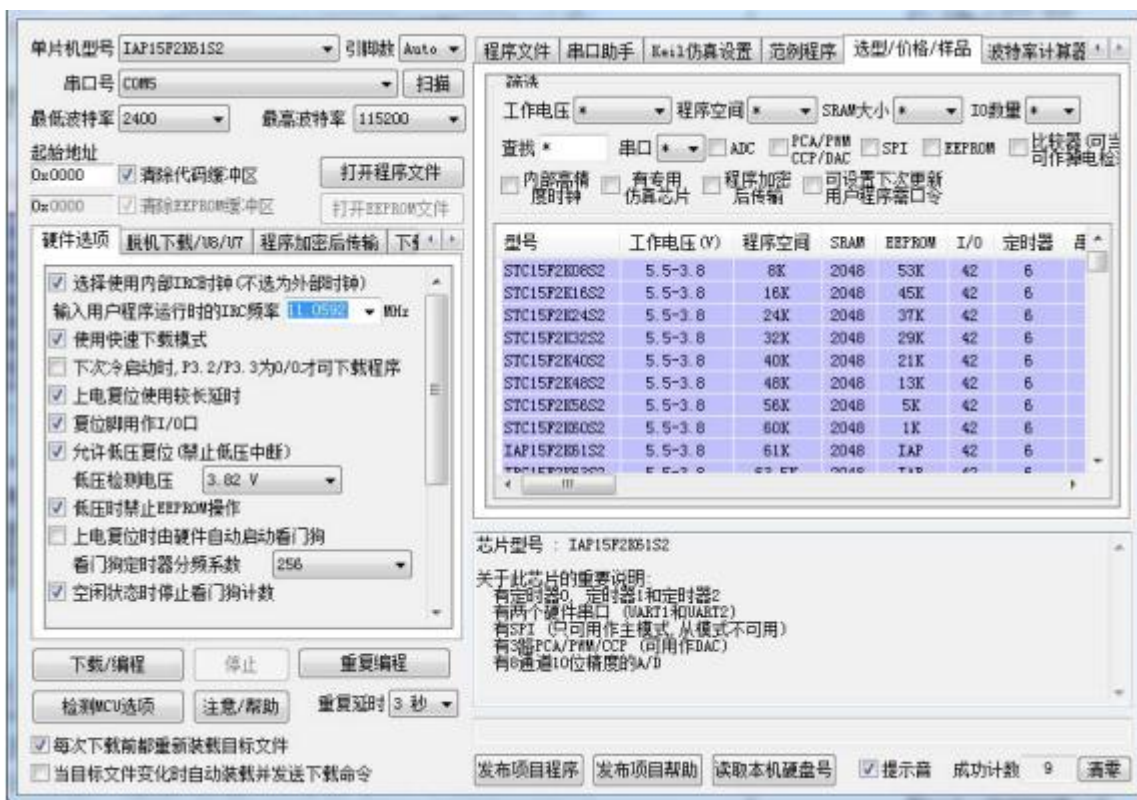 单片机型号 IAP15F2K61S2 引脚数 Auto
串口号 COM5 扫描
最低波特率 2400 最高波特率 115200
起始地址
0x0000 清除代码缓冲区 打开程序文件
0x0000 清除EEPROM缓冲区 打开EEPROM文件
硬件选项 脱机下载/U8/U7 程序加密后传输
选择使用内部IRC时钟(不选为外部时钟)
输入用户程序运行时的IRC频率 11.0592 MHz
使用快速下载模式
下次冷启动时,P3.2/P3.3为0/0才可下载程序
上电复位使用较长延时
复位脚用作I/O口
允许低压复位(禁止低压中断)
低压检测电压 3.82 V
低压时禁止EEPROM操作
上电复位时由硬件自动启动看门狗
看门狗定时器分频系数 256
空闲状态时停止看门狗计数
下载/编程 停止 重复编程
检测MCU选项 注意/帮助 重复延时 3 秒
每次下载前都重新装载目标文件
当目标文件变化时自动装载并发送下载命令
程序文件 串口助手 Keil仿真设置 范例程序 选型/价格/样品 波特率计算器
筛选
工作电压 * 程序空间 * SRAM大小 * IO数量 *
查找 * 串口 * ADC PCA/PWM CCP/DAC SPI EEPROM 比较器(可当 可作掉电检
内部高精度时钟 有专用仿真芯片 程序加密后传输 可设置下次更新用户程序需口令
型号 工作电压(V) 程序空间 SRAM EEPROM I/O 定时器
STC15F2K08S2 5.5-3.8 8K 2048 53K 42 6
STC15F2K16S2 5.5-3.8 16K 2048 45K 42 6
STC15F2K24S2 5.5-3.8 24K 2048 37K 42 6
STC15F2K32S2 5.5-3.8 32K 2048 29K 42 6
STC15F2K40S2 5.5-3.8 40K 2048 21K 42 6
STC15F2K48S2 5.5-3.8 48K 2048 13K 42 6
STC15F2K56S2 5.5-3.8 56K 2048 5K 42 6
STC15F2K60S2 5.5-3.8 60K 2048 1K 42 6
IAP15F2K61S2 5.5-3.8 61K 2048 IAP 42 6
芯片型号 : IAP15F2K61S2
关于此芯片的重要说明:
有定时器0, 定时器1和定时器2
有两个硬件串口 (UART1和UART2)
有SPI (只可用作主模式,从模式不可用)
有3路PCA/PWM/CCP (可用作DAC)
有8通道10位精度的A/D
发布项目程序 发布项目帮助 读取本机硬盘号 提示音 成功计数 9 清零